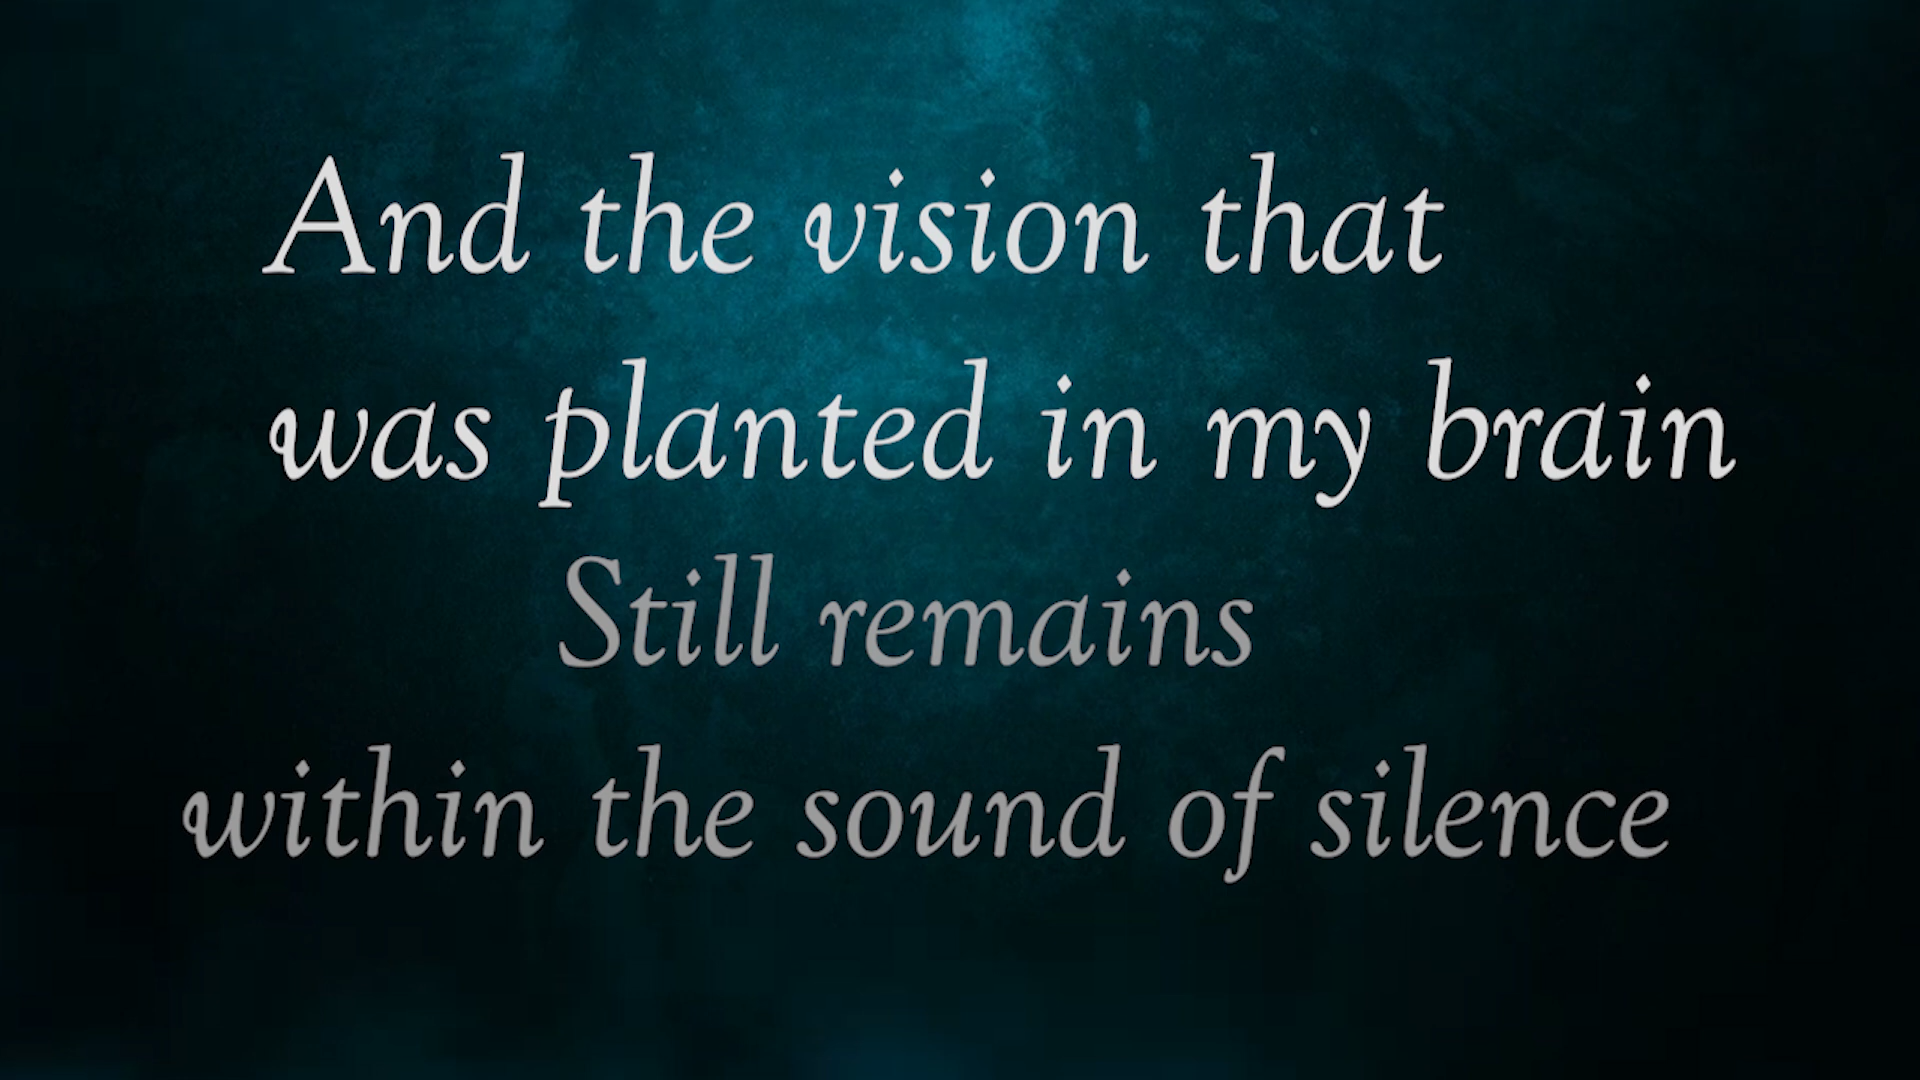 And the vision that
was planted in my brain
Still remains
within the sound of silence